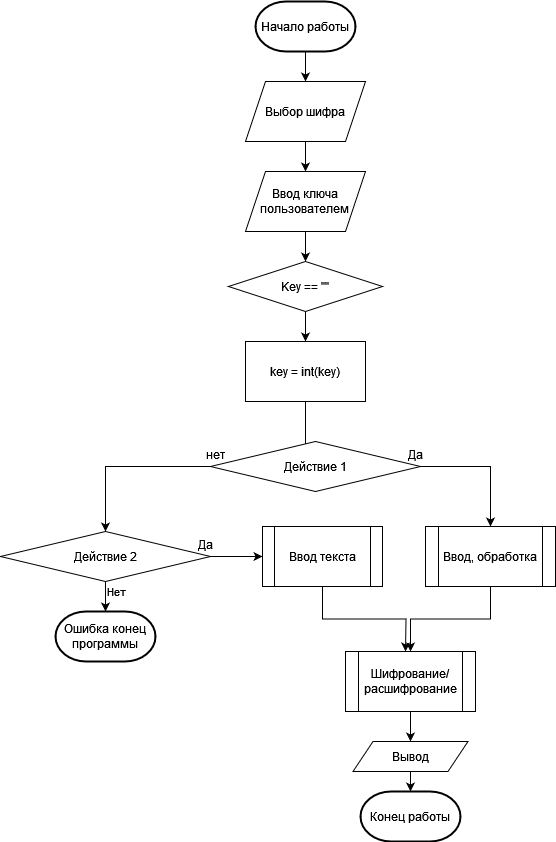 Начало работы
Выбор шифра
Ввод ключа
пользователем
Key == ""
key = int(key)
нет
Действие 1
Да
Действие 2
Да
Ввод текста
Ввод, обработка
Нет
Ошибка конец
программы
Шифрование/
расшифрование
Вывод
Конец работы